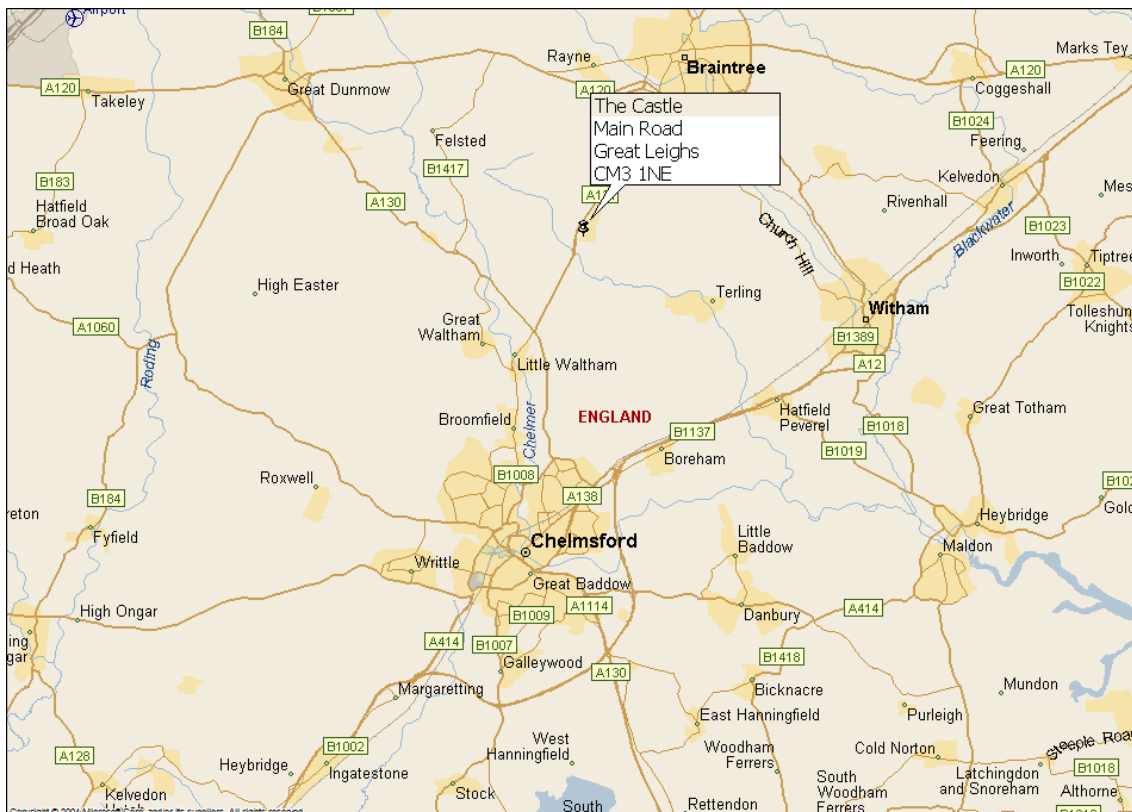 Airport
B184
Rayne
Braintree
Marks Tey
A120
Takeley
Great Dunmow
A120
A120
Coggeshall
The Castle
Main Road
Great Leighs
CM3 1NE
B1024
Feering
Felsted
B1417
Kelvedon
B183
Hatfield
Broad Oak
A130
Rivenhall
Mes
Church Hill
Blackwater
B1023
d Heath
High Easter
Terling
Inworth
Tiptree
B1022
Tolleshunt
Knights
A1060
Great
Waltham
Witham
B1389
Roding
Little Waltham
A12
ENGLAND
Broomfield
Chelmer
Hatfield
Peverel
Great Totham
B1018
B1137
B1019
Boreham
Roxwell
B1008
A138
B184
B102
Gold
reton
Fyfield
Heybridge
Chelmsford
Little
Baddow
Maldon
Writtle
Great Baddow
High Ongar
B1009
A1114
Danbury
A414
ing
gar
A414
B1007
Galleywood
A130
B1418
Bicknacre
Mundon
Margaretting
East Hanningfield
Purleigh
A128
B1002
West
Hanningfield
Woodham
Ferrers
Cold Norton
Steeple Road
Heybridge
Ingatestone
Latchingdon
and Snoreham
B1018
Kelvedon
Stock
South
South
Woodham
Ferrers
Althorne
Rettendon